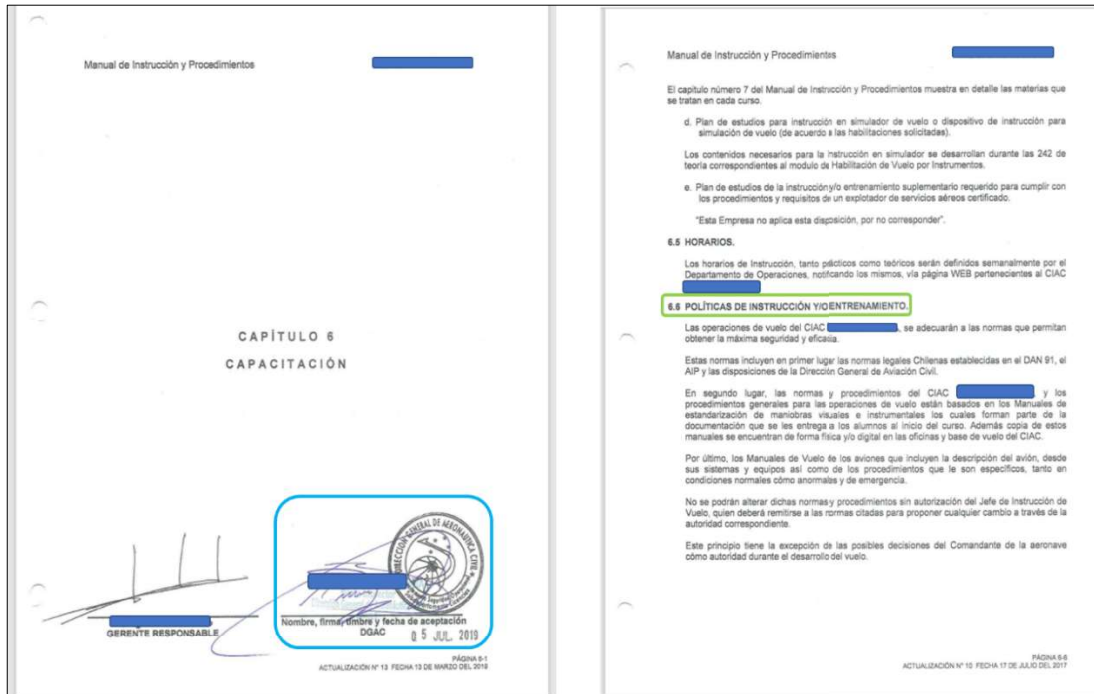 Manual de Instrucción y Procedimientos
CAPÍTULO 6
CAPACITACIÓN
DIRECCIÓN GENERAL DE AERONÁUTICA CIVIL
GERENTE RESPONSABLE
Nombre, firma, timbre y fecha de aceptación
DGAC
0 5 JUL. 2019
PÁGINA 6-1
ACTUALIZACIÓN N° 13 FECHA 13 DE MARZO DEL 2019
Manual de Instrucción y Procedimientos
El capítulo número 7 del Manual de Instrucción y Procedimientos muestra en detalle las materias que
se tratan en cada curso.
d. Plan de estudios para instrucción en simulador de vuelo o dispositivo de instrucción para
simulación de vuelo (de acuerdo a las habilitaciones solicitadas).
Los contenidos necesarios para la instrucción en simulador se desarrollan durante las 242 de
teoría correspondientes al modulo de Habilitación de Vuelo por Instrumentos.
e. Plan de estudios de la instrucción y/o entrenamiento suplementario requerido para cumplir con
los procedimientos y requisitos de un explotador de servicios aéreos certificado.
"Esta Empresa no aplica esta disposición, por no corresponder".
6.5 HORARIOS.
Los horarios de Instrucción, tanto prácticos como teóricos serán definidos semanalmente por el
Departamento de Operaciones, notificando los mismos, vía página WEB pertenecientes al CIAC
6.6 POLÍTICAS DE INSTRUCCIÓN Y/O ENTRENAMIENTO.
Las operaciones de vuelo del CIAC , se adecuarán a las normas que permitan
obtener la máxima seguridad y eficacia.
Estas normas incluyen en primer lugar las normas legales Chilenas establecidas en el DAN 91, el
AIP y las disposiciones de la Dirección General de Aviación Civil.
En segundo lugar, las normas y procedimientos del CIAC y los
procedimientos generales para las operaciones de vuelo están basados en los Manuales de
estandarización de maniobras visuales e instrumentales los cuales forman parte de la
documentación que se les entrega a los alumnos al inicio del curso. Además copia de estos
manuales se encuentran de forma física y/o digital en las oficinas y base de vuelo del CIAC.
Por último, los Manuales de Vuelo de los aviones que incluyen la descripción del avión, desde
sus sistemas y equipos así como de los procedimientos que le son específicos, tanto en
condiciones normales cómo anormales y de emergencia.
No se podrán alterar dichas normas y procedimientos sin autorización del Jefe de Instrucción de
Vuelo, quien deberá remitirse a las normas citadas para proponer cualquier cambio a través de la
autoridad correspondiente.
Este principio tiene la excepción de las posibles decisiones del Comandante de la aeronave
cómo autoridad durante el desarrollo del vuelo.
PÁGINA 6-6
ACTUALIZACIÓN N° 10 FECHA 17 DE JULIO DEL 2017